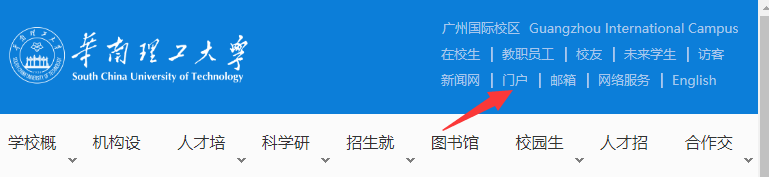 广州国际校区 Guangzhou International Campus
華南理工大學
South China University of Technology
在校生 | 教职员工 | 校友 | 未来学生 | 访客
新闻网 | 门户 | 邮箱 | 网络服务 | English
学校概 机构设 人才培 科学研 招生就 图书馆 校园生 人才招 合作交